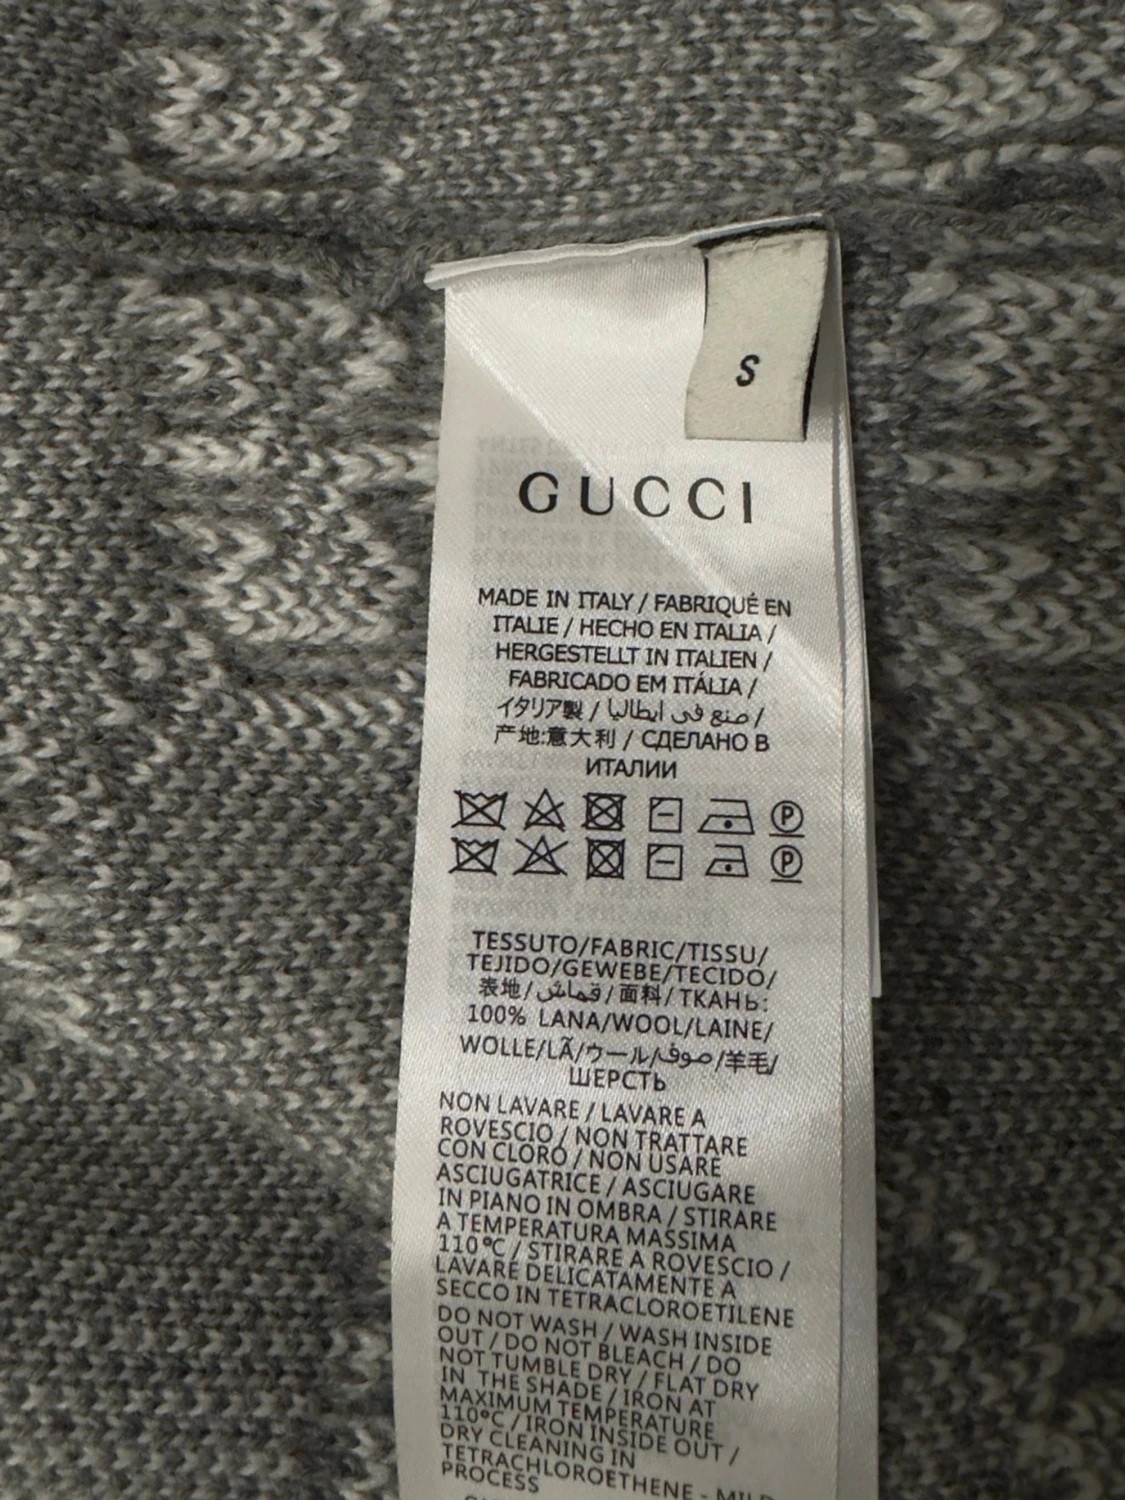 S
GUCCI
MADE IN ITALY / FABRIQUÉ EN
ITALIE / HECHO EN ITALIA /
HERGESTELLT IN ITALIEN /
FABRICADO EM ITÁLIA /
イタリア製 / صنع في ايطاليا /
产地:意大利 / СДЕЛАНО В
ИТАЛИИ
P
P
TESSUTO/FABRIC/TISSU/
TEJIDO/GEWEBE/TECIDO/
表地/قماش/面料/ТКАНЬ:
100% LANA/WOOL/LAINE/
WOLLE/LÃ/ウール/صوف/羊毛/
ШЕРСТЬ
NON LAVARE / LAVARE A
ROVESCIO / NON TRATTARE
CON CLORO / NON USARE
ASCIUGATRICE / ASCIUGARE
IN PIANO IN OMBRA / STIRARE
A TEMPERATURA MASSIMA
110°C / STIRARE A ROVESCIO /
LAVARE DELICATAMENTE A
SECCO IN TETRACLOROETILENE
DO NOT WASH / WASH INSIDE
OUT / DO NOT BLEACH / DO
NOT TUMBLE DRY / FLAT DRY
IN THE SHADE / IRON AT
MAXIMUM TEMPERATURE
110°C / IRON INSIDE OUT /
DRY CLEANING IN
TETRACHLOROETHENE - MILD
PROCESS